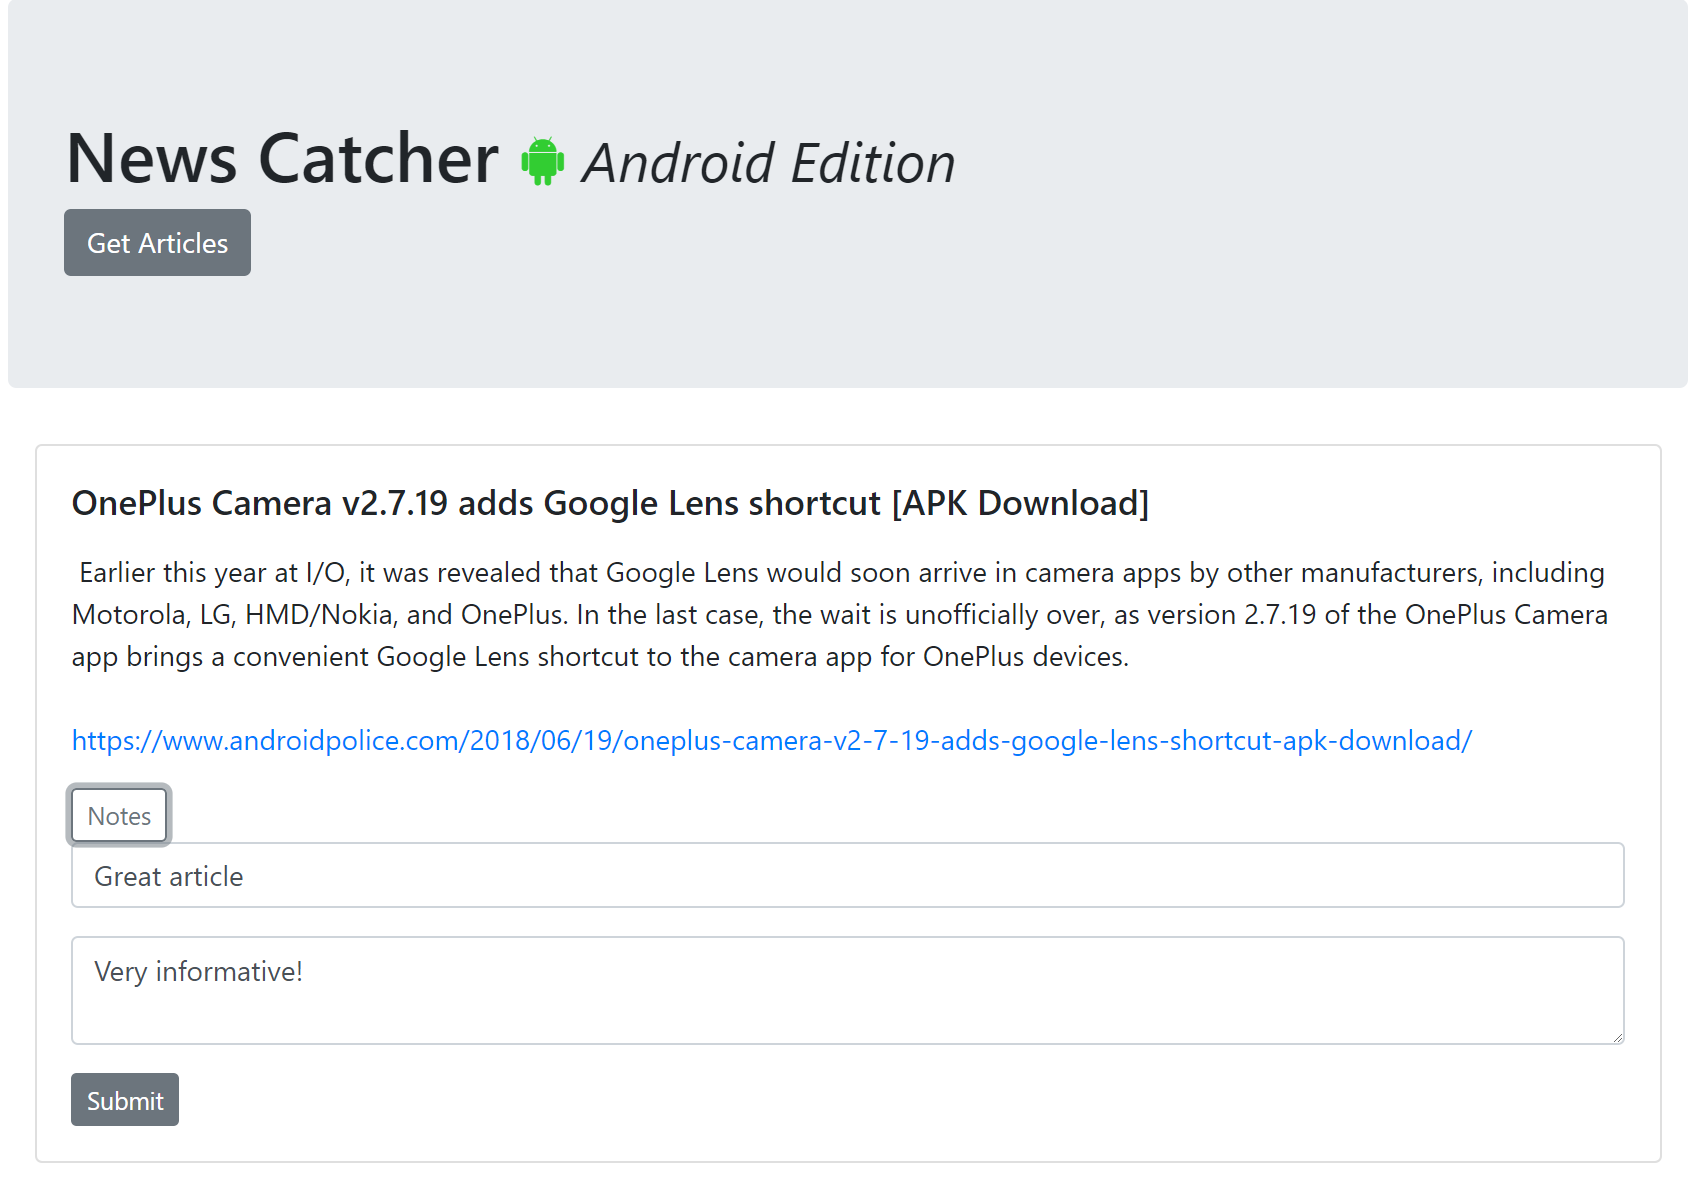 News Catcher Android Edition
Get Articles
OnePlus Camera v2.7.19 adds Google Lens shortcut [APK Download]
Earlier this year at I/O, it was revealed that Google Lens would soon arrive in camera apps by other manufacturers, including
Motorola, LG, HMD/Nokia, and OnePlus. In the last case, the wait is unofficially over, as version 2.7.19 of the OnePlus Camera
app brings a convenient Google Lens shortcut to the camera app for OnePlus devices.
https://www.androidpolice.com/2018/06/19/oneplus-camera-v2-7-19-adds-google-lens-shortcut-apk-download/
Notes
Great article
Very informative!
Submit